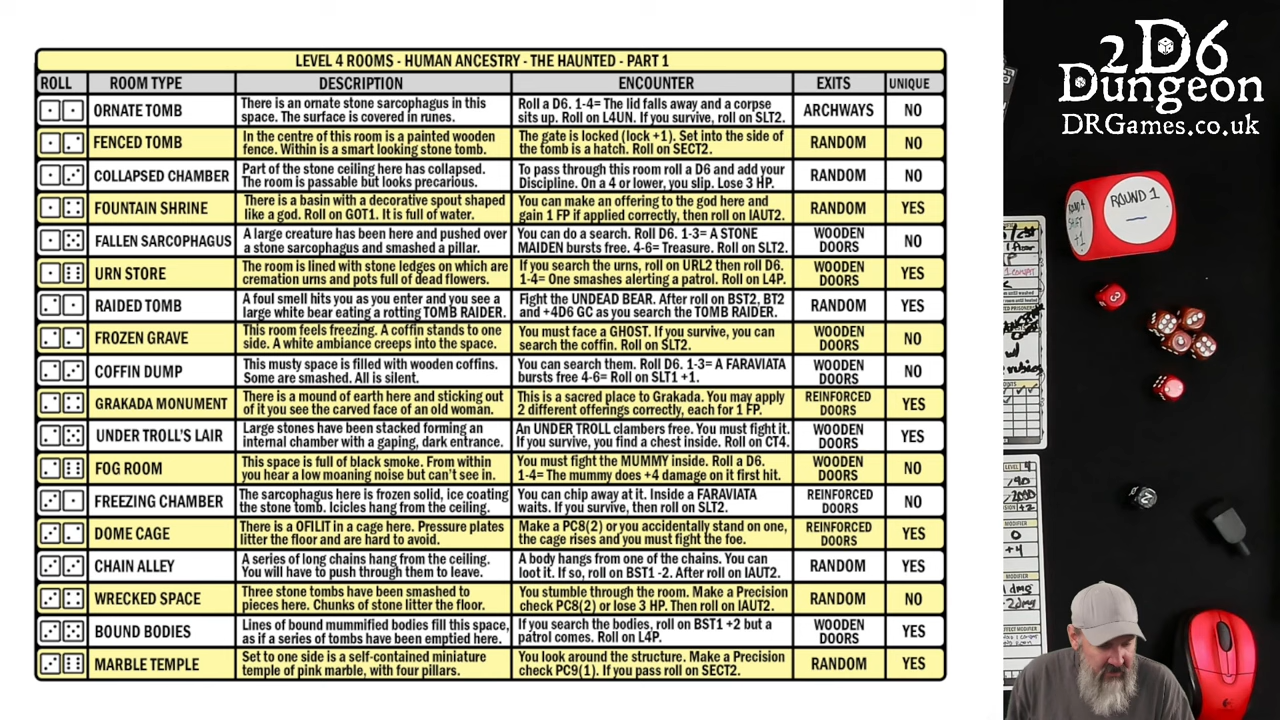 2D6
Dungeon
DRGames.co.uk
LEVEL 4 ROOMS - HUMAN ANCESTRY - THE HAUNTED - PART 1
ROLL ROOM TYPE DESCRIPTION ENCOUNTER EXITS UNIQUE
ORNATE TOMB There is an ornate stone sarcophagus in this Roll a D6. 1-4= The lid falls away and a corpse ARCHWAYS NO
space. The surface is covered in runes. sits up. Roll on L4UN. If you survive, roll on SLT2.
FENCED TOMB In the centre of this room is a painted wooden The gate is locked (lock +1). Set into the side of RANDOM NO
fence. Within is a smart looking stone tomb. the tomb is a hatch. Roll on SECT2.
COLLAPSED CHAMBER Part of the stone ceiling here has collapsed. To pass through this room roll a D6 and add your RANDOM NO
The room is passable but looks precarious. Discipline. On a 4 or lower, you slip. Lose 3 HP.
FOUNTAIN SHRINE There is a basin with a decorative spout shaped You can make an offering to the god here and RANDOM YES
like a god. Roll on GOT1. It is full of water. gain 1 FP if applied correctly, then roll on IAUT2.
FALLEN SARCOPHAGUS A large creature has been here and pushed over You can do a search. Roll D6. 1-3= A STONE WOODEN NO
a stone sarcophagus and smashed a pillar. MAIDEN bursts free. 4-6= Treasure. Roll on SLT2. DOORS
URN STORE The room is lined with stone ledges on which are If you search the urns, roll on URL2 then roll D6. WOODEN YES
cremation urns and pots full of dead flowers. 1-4= One smashes alerting a patrol. Roll on L4P. DOORS
RAIDED TOMB A foul smell hits you as you enter and you see a Fight the UNDEAD BEAR. After roll on BST2, BT2 RANDOM YES
large white bear eating a rotting TOMB RAIDER. and +4D6 GC as you search the TOMB RAIDER.
FROZEN GRAVE This room feels freezing. A coffin stands to one You must face a GHOST. If you survive, you can WOODEN NO
side. A white ambiance creeps into the space. search the coffin. Roll on SLT2. DOORS
COFFIN DUMP This musty space is filled with wooden coffins. You can search them. Roll D6. 1-3= A FARAVIATA WOODEN NO
Some are smashed. All is silent. bursts free 4-6= Roll on SLT1 +1. DOORS
GRAKADA MONUMENT There is a mound of earth here and sticking out This is a sacred place to Grakada. You may apply REINFORCED YES
of it you see the carved face of an old woman. 2 different offerings correctly, each for 1 FP. DOORS
UNDER TROLL'S LAIR Large stones have been stacked forming an An UNDER TROLL clambers free. You must fight it. WOODEN YES
internal chamber with a gaping, dark entrance. If you survive, you find a chest inside. Roll on CT4. DOORS
FOG ROOM This space is full of black smoke. From within You must fight the MUMMY inside. Roll a D6. WOODEN NO
you hear a low moaning noise but can't see in. 1-4= The mummy does +4 damage on it first hit. DOORS
FREEZING CHAMBER The sarcophagus here is frozen solid, ice coating You can chip away at it. Inside a FARAVIATA REINFORCED NO
the stone tomb. Icicles hang from the ceiling. waits. If you survive, then roll on SLT2. DOORS
DOME CAGE There is a OFILIT in a cage here. Pressure plates Make a PC8(2) or you accidentally stand on one, REINFORCED YES
litter the floor and are hard to avoid. the cage rises and you must fight the foe. DOORS
CHAIN ALLEY A series of long chains hang from the ceiling. A body hangs from one of the chains. You can RANDOM YES
You will have to push through them to leave. loot it. If so, roll on BST1 -2. After roll on IAUT2.
WRECKED SPACE Three stone tombs have been smashed to You stumble through the room. Make a Precision RANDOM NO
pieces here. Chunks of stone litter the floor. check PC8(2) or lose 3 HP. Then roll on IAUT2.
BOUND BODIES Lines of bound mummified bodies fill this space, If you search the bodies, roll on BST1 +2 but a WOODEN YES
as if a series of tombs have been emptied here. patrol comes. Roll on L4P. DOORS
MARBLE TEMPLE Set to one side is a self-contained miniature You look around the structure. Make a Precision RANDOM YES
temple of pink marble, with four pillars. check PC9(1). If you pass roll on SECT2.
ROUND 1
LEVEL 4
MODIFIER
0
+4
MODIFIER